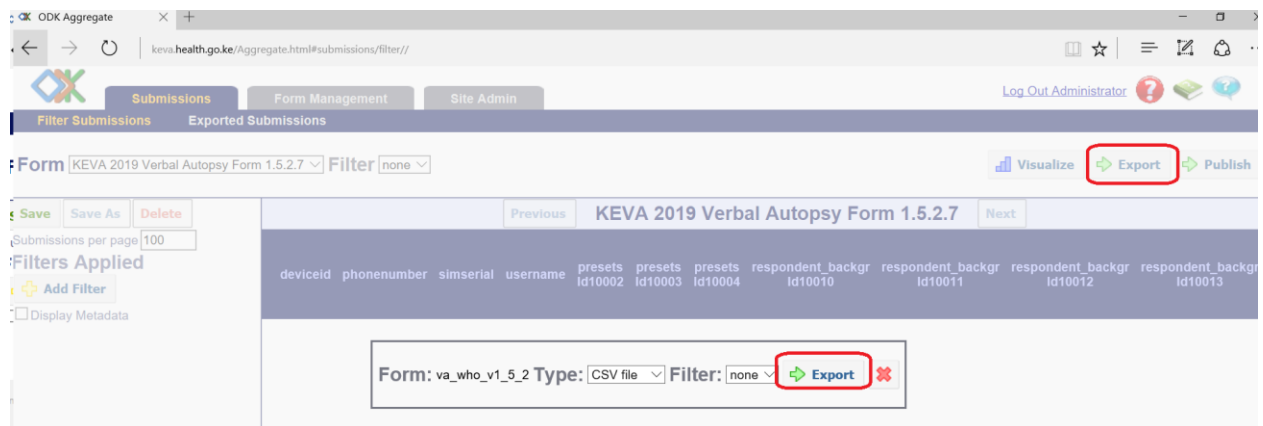 ODK Aggregate
keva.health.go.ke/Aggregate.html#submissions/filter//
Submissions Form Management Site Admin Log Out Administrator
Filter Submissions Exported Submissions
Form KEVA 2019 Verbal Autopsy Form 1.5.2.7 Filter none Visualize Export Publish
Save Save As Delete Previous KEVA 2019 Verbal Autopsy Form 1.5.2.7 Next
Submissions per page 100
Filters Applied
Add Filter
Display Metadata
deviceid phonenumber simserial username presets presets presets respondent_backgr respondent_backgr respondent_backgr respondent_backgr
Id10002 Id10003 Id10004 Id10010 Id10011 Id10012 Id10013
Form: va_who_v1_5_2 Type: CSV file Filter: none Export